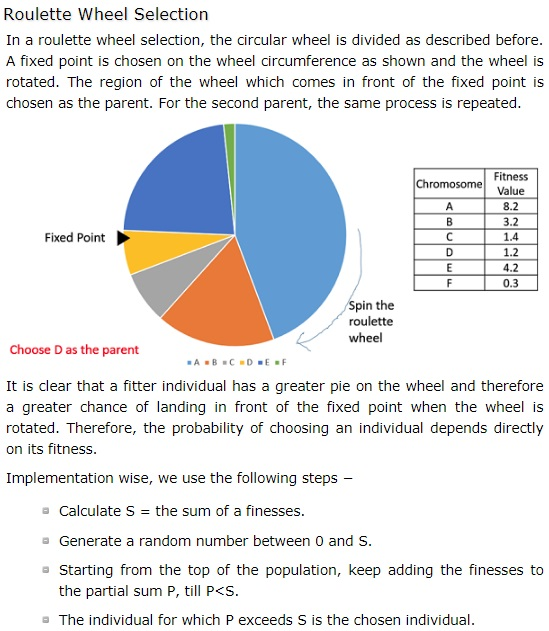 Roulette Wheel Selection
In a roulette wheel selection, the circular wheel is divided as described before.
A fixed point is chosen on the wheel circumference as shown and the wheel is
rotated. The region of the wheel which comes in front of the fixed point is
chosen as the parent. For the second parent, the same process is repeated.
Chromosome Fitness Value
A 8.2
B 3.2
C 1.4
D 1.2
E 4.2
F 0.3
Fixed Point
Spin the
roulette
wheel
Choose D as the parent
A B C D E F
It is clear that a fitter individual has a greater pie on the wheel and therefore
a greater chance of landing in front of the fixed point when the wheel is
rotated. Therefore, the probability of choosing an individual depends directly
on its fitness.
Implementation wise, we use the following steps −
Calculate S = the sum of a finesses.
Generate a random number between 0 and S.
Starting from the top of the population, keep adding the finesses to
the partial sum P, till P<S.
The individual for which P exceeds S is the chosen individual.